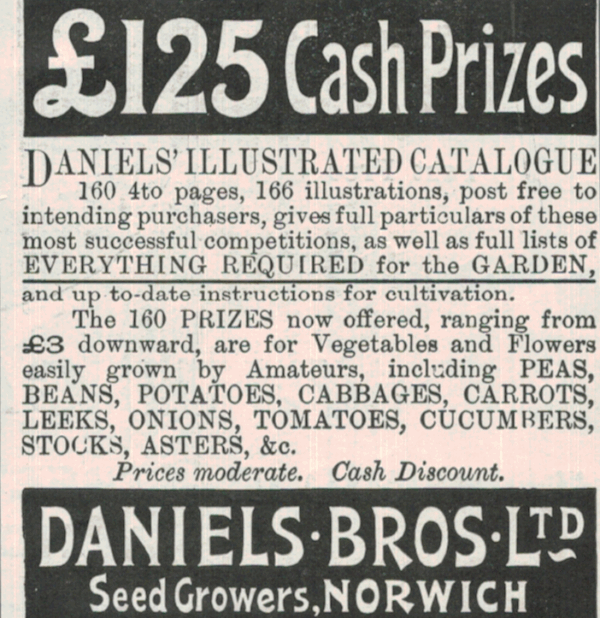 £125 Cash Prizes
DANIELS' ILLUSTRATED CATALOGUE
160 4to pages, 166 illustrations, post free to
intending purchasers, gives full particulars of these
most successful competitions, as well as full lists of
EVERYTHING REQUIRED for the GARDEN,
and up to-date instructions for cultivation.
The 160 PRIZES now offered, ranging from
£3 downward, are for Vegetables and Flowers
easily grown by Amateurs, including PEAS,
BEANS, POTATOES, CABBAGES, CARROTS,
LEEKS, ONIONS, TOMATOES, CUCUMBERS,
STOCKS, ASTERS, &c.
Prices moderate. Cash Discount.
DANIELS·BROS·LTD
Seed Growers, NORWICH